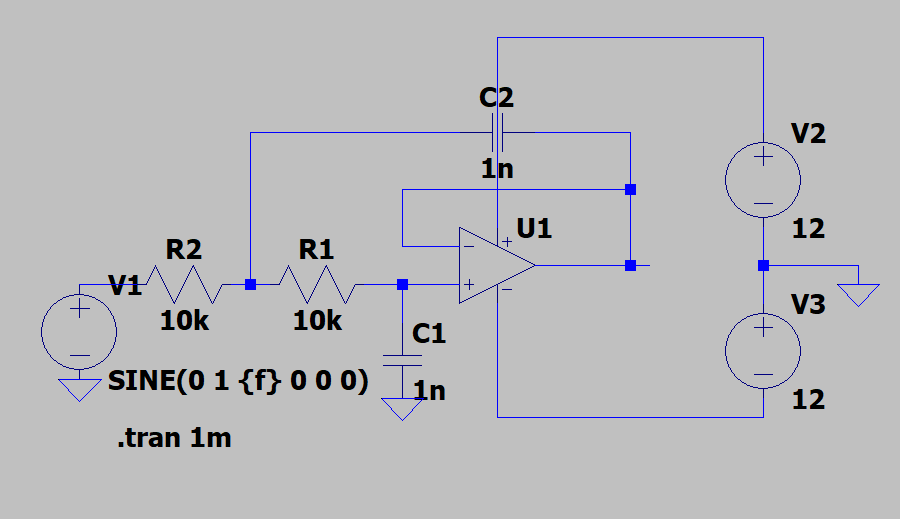 C2
1n
V2
12
U1
R2
R1
V1
10k
10k
C1
1n
V3
12
SINE(0 1 {f} 0 0 0)
.tran 1m